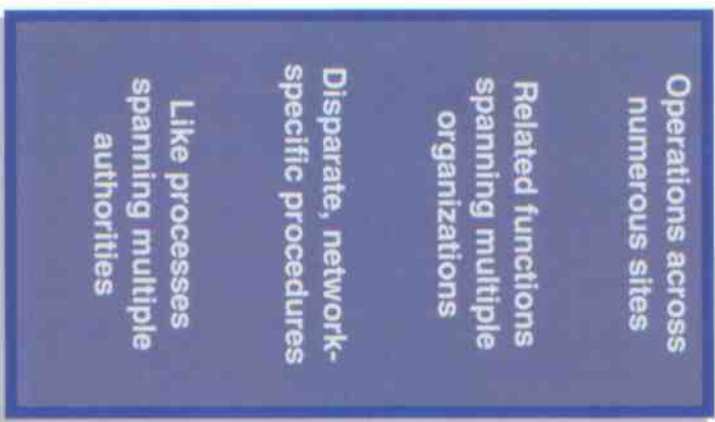 Operations across
numerous sites
Related functions
spanning multiple
organizations
Disparate, network-
specific procedures
Like processes
spanning multiple
authorities